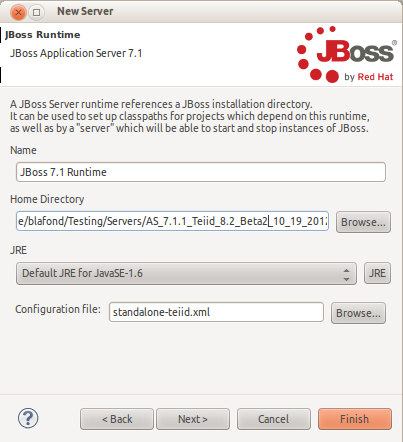 New Server
JBoss Runtime
JBoss Application Server 7.1
JBoss
by Red Hat
A JBoss Server runtime references a JBoss installation directory.
It can be used to set up classpaths for projects which depend on this runtime,
as well as by a "server" which will be able to start and stop instances of JBoss.
Name
JBoss 7.1 Runtime
Home Directory
e/blafond/Testing/Servers/AS_7.1.1_Teiid_8.2_Beta2_10_19_2012
Browse...
JRE
Default JRE for JavaSE-1.6
JRE
Configuration file:
standalone-teiid.xml
Browse...
?
< Back
Next >
Cancel
Finish